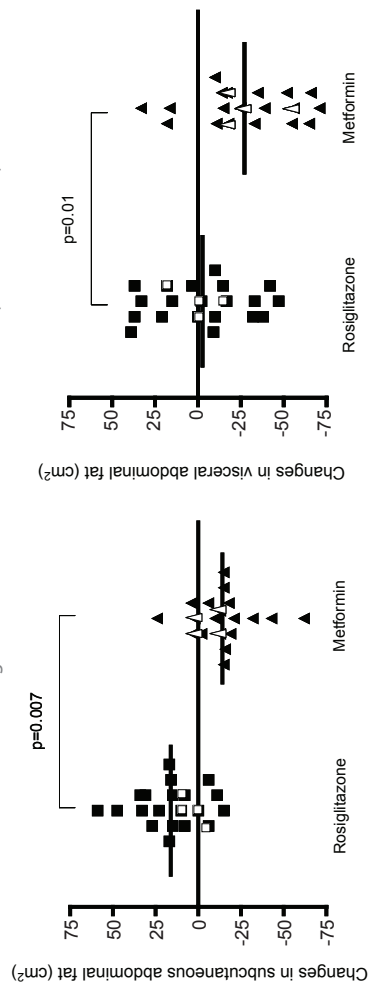 Changes in subcutaneous abdominal fat (cm²)
75
50
25
0
-25
-50
-75
p=0.007
Rosiglitazone
Metformin
Changes in visceral abdominal fat (cm²)
75
50
25
0
-25
-50
-75
p=0.01
Rosiglitazone
Metformin